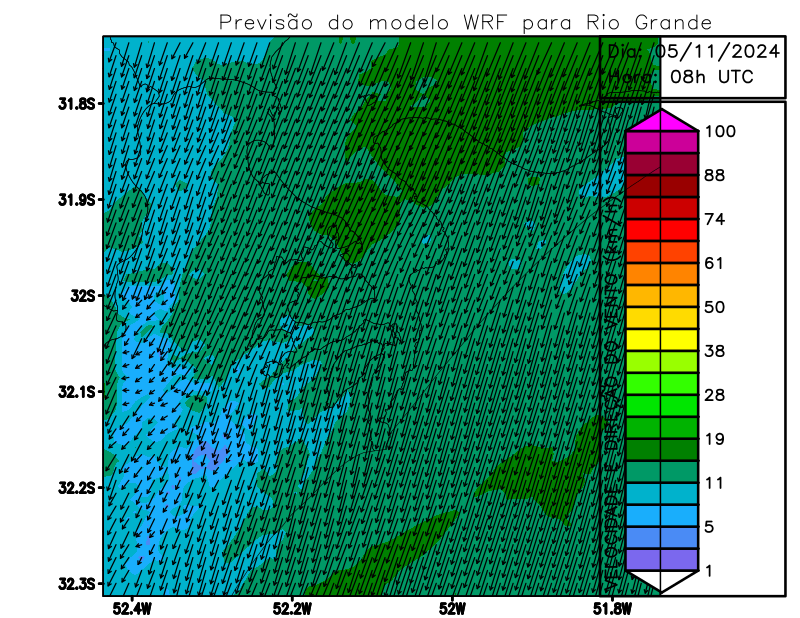 Previsão do modelo WRF para Rio Grande
Dia: 05/11/2024
Hora: 08h UTC
31.8S
31.9S
32S
32.1S
32.2S
32.3S
52.4W
52.2W
52W
51.8W
VELOCIDADE E DIREÇÃO DO VENTO (km/h)
100
88
74
61
50
38
28
19
11
5
1